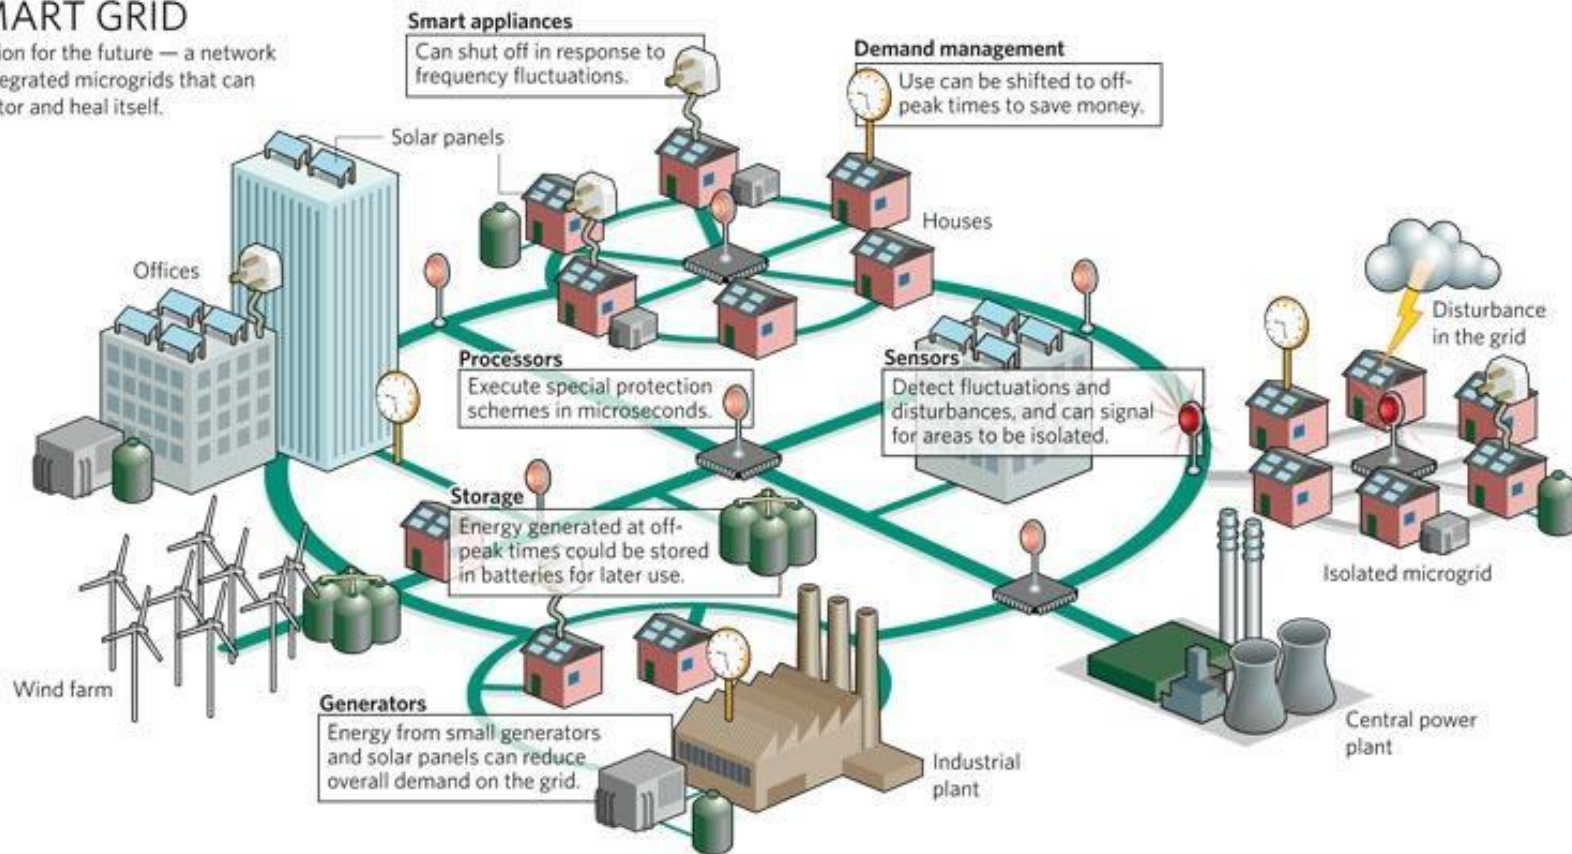 MART GRID
ion for the future — a network
tegrated microgrids that can
tor and heal itself.
Smart appliances
Can shut off in response to
frequency fluctuations.
Demand management
Use can be shifted to off-
peak times to save money.
Solar panels
Houses
Offices
Disturbance
in the grid
Processors
Execute special protection
schemes in microseconds.
Sensors
Detect fluctuations and
disturbances, and can signal
for areas to be isolated.
Storage
Energy generated at off-
peak times could be stored
in batteries for later use.
Isolated microgrid
Wind farm
Generators
Energy from small generators
and solar panels can reduce
overall demand on the grid.
Industrial
plant
Central power
plant